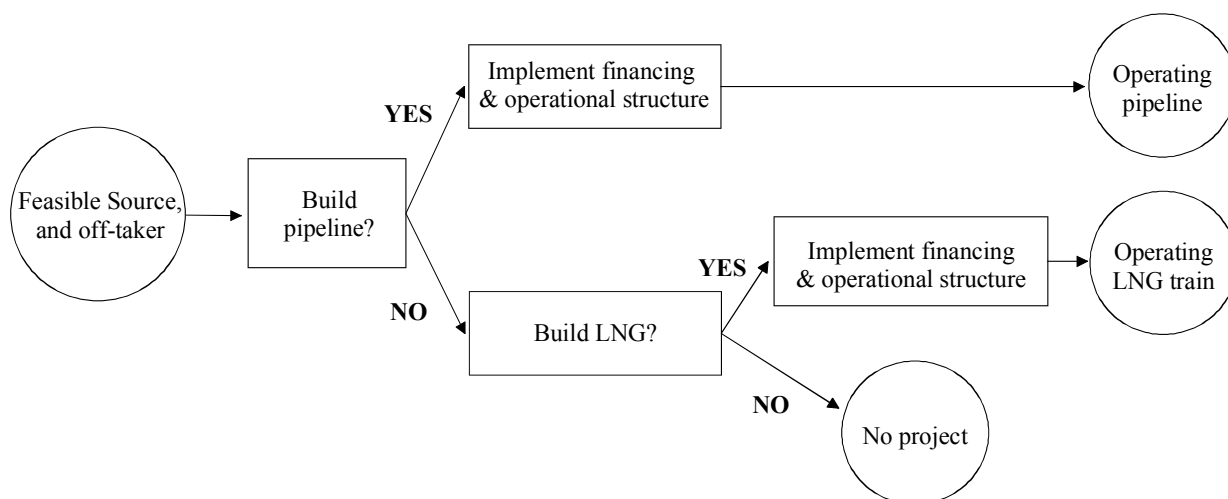 Feasible Source,
and off-taker
Build
pipeline?
YES
Implement financing
& operational structure
Operating
pipeline
NO
Build LNG?
YES
Implement financing
& operational structure
Operating
LNG train
NO
No project